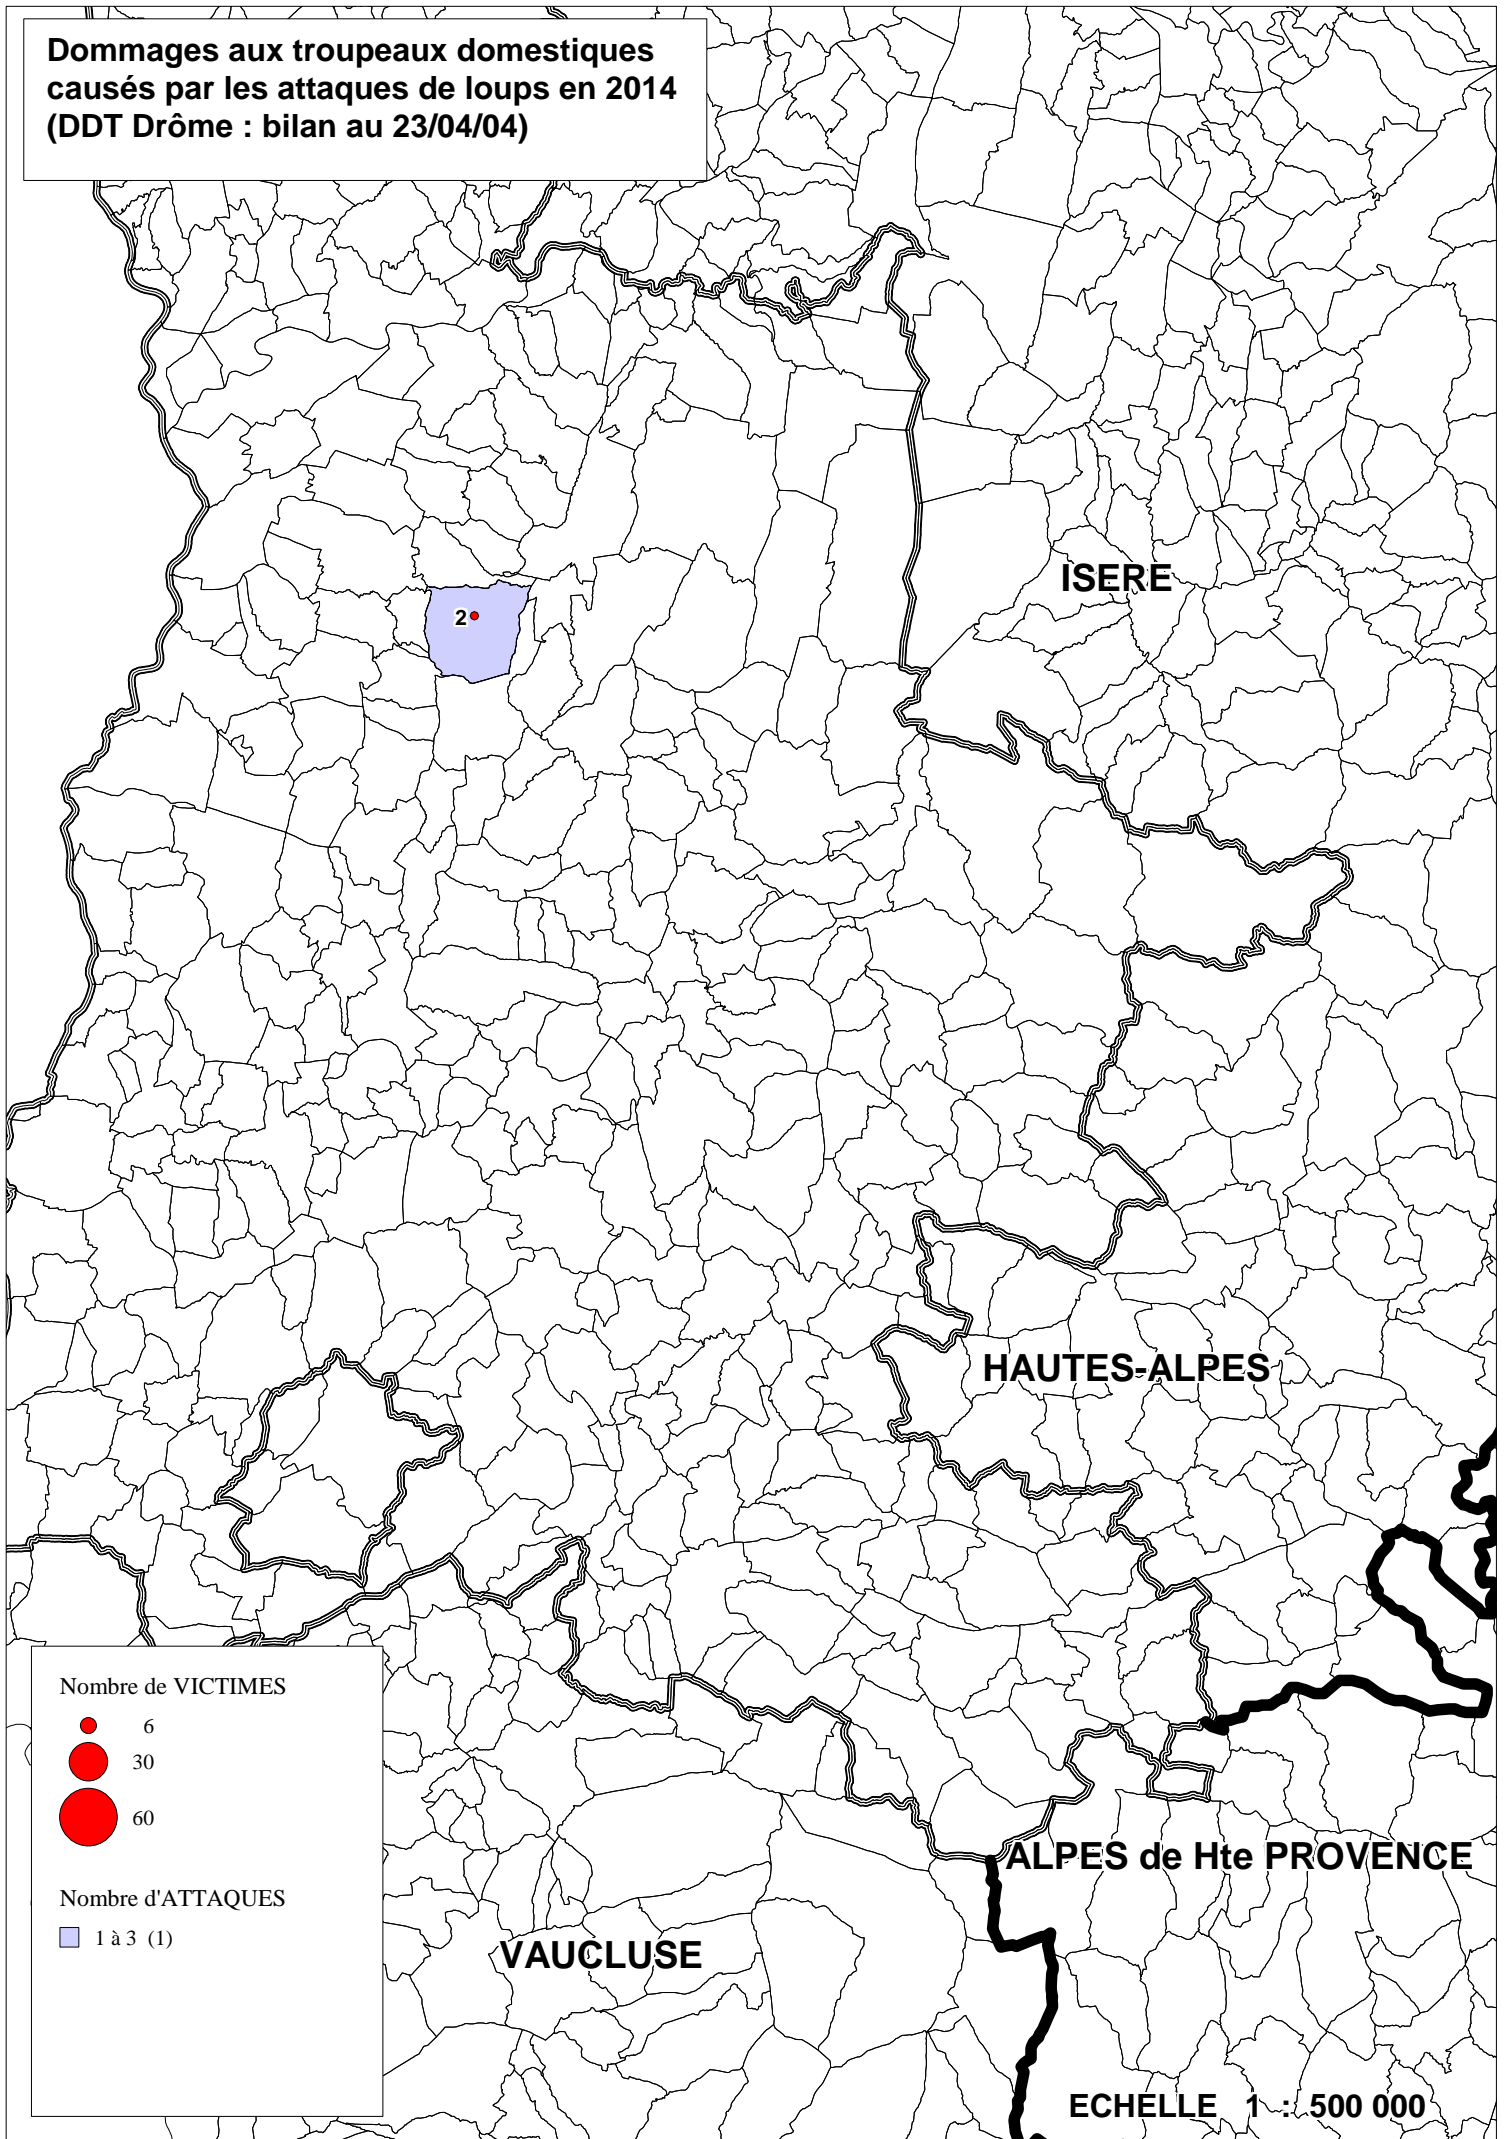 Dommages aux troupeaux domestiques
causés par les attaques de loups en 2014
(DDT Drôme : bilan au 23/04/04)
ISERE
2
HAUTES-ALPES
Nombre de VICTIMES
6
30
60
Nombre d'ATTAQUES
1 à 3 (1)
ALPES de Hte PROVENCE
VAUCLUSE
ECHELLE 1 : 500 000